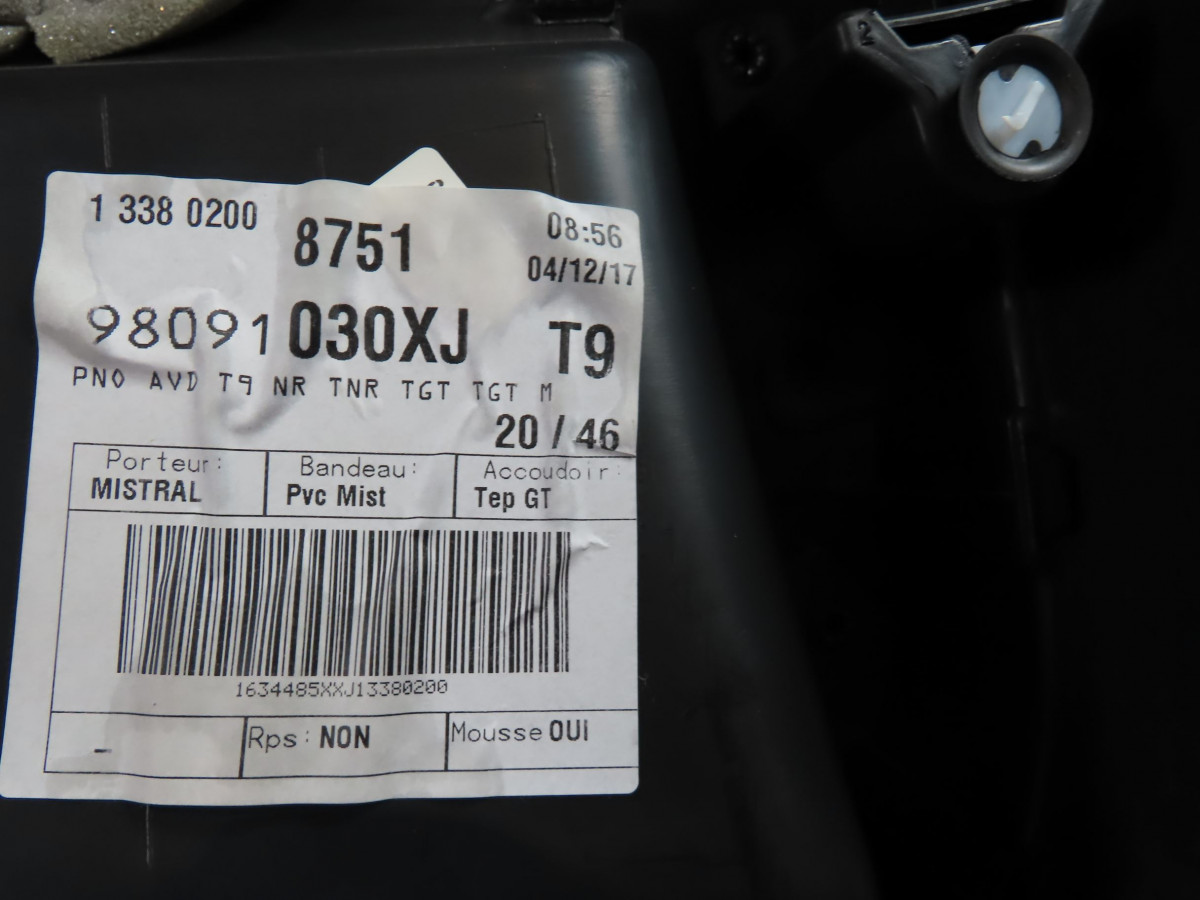 1 338 0200
8751
08:56
04/12/17
98091030XJ T9
PNO AVD T9 NR TNR TGT TGT M
20 / 46
Porteur: Bandeau: Accoudoir:
MISTRAL Pvc Mist Tep GT
1634485XXJ13380200
- Rps: NON Mousse OUI
2